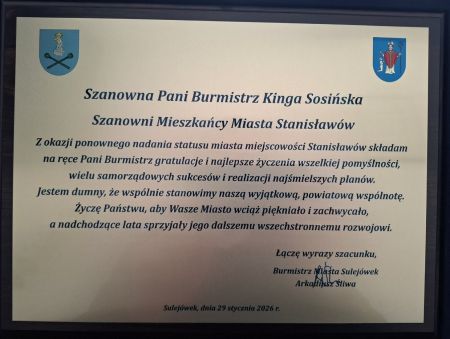 Szanowna Pani Burmistrz Kinga Sosińska
Szanowni Mieszkańcy Miasta Stanisławów
Z okazji ponownego nadania statusu miasta miejscowości Stanisławów składam
na ręce Pani Burmistrz gratulacje i najlepsze życzenia wszelkiej pomyślności,
wielu samorządowych sukcesów i realizacji najśmielszych planów.
Jestem dumny, że wspólnie stanowimy naszą wyjątkową, powiatową wspólnotę.
Życzę Państwu, aby Wasze Miasto wciąż piękniało i zachwycało,
a nadchodzące lata sprzyjały jego dalszemu wszechstronnemu rozwojowi.
Łączę wyrazy szacunku,
Burmistrz Miasta Sulejówek
Arkadiusz Śliwa
Sulejówek, dnia 29 stycznia 2026 r.